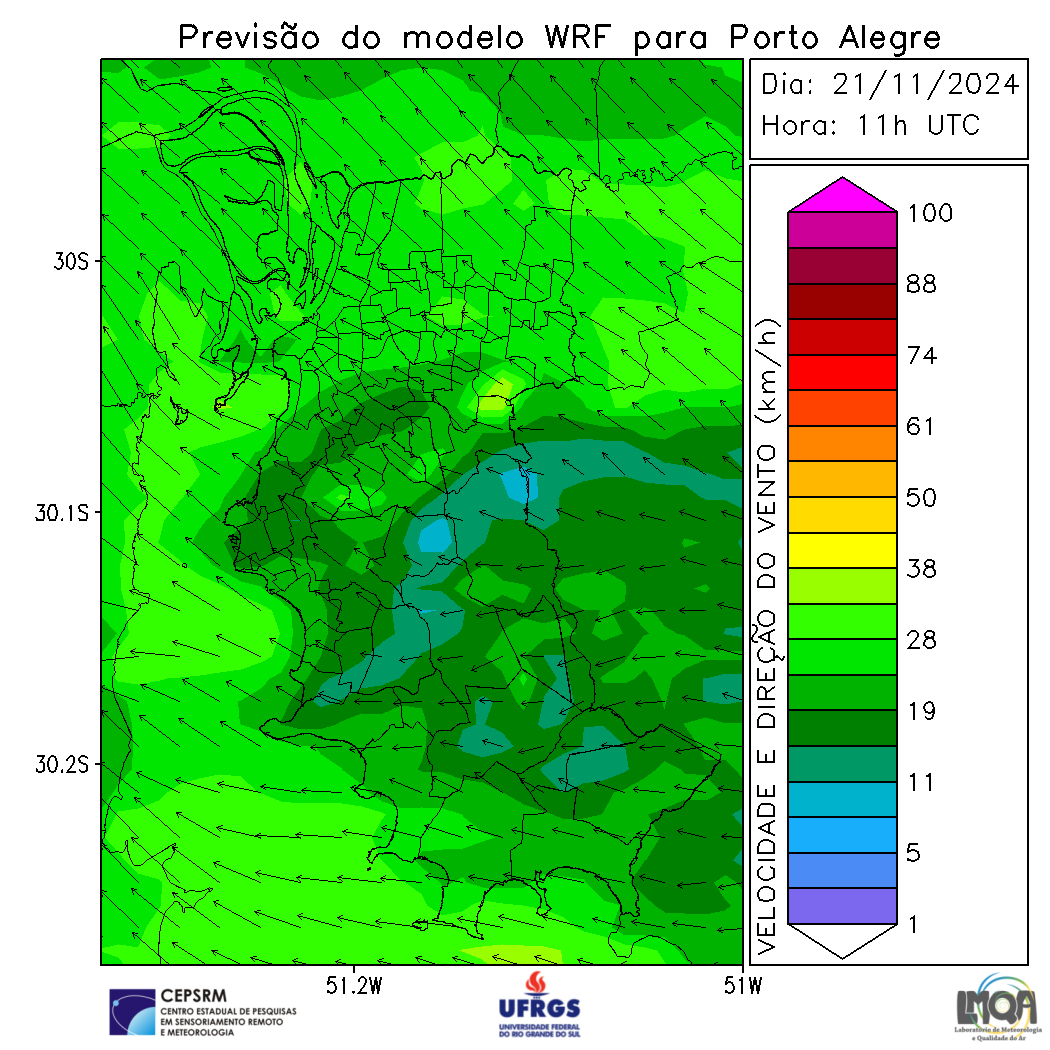 Previsão do modelo WRF para Porto Alegre
Dia: 21/11/2024
Hora: 11h UTC
30S
30.1S
30.2S
51.2W
51W
VELOCIDADE E DIREÇÃO DO VENTO (km/h)
100
88
74
61
50
38
28
19
11
5
1
CEPSRM
CENTRO ESTADUAL DE PESQUISAS
EM SENSORIAMENTO REMOTO
E METEOROLOGIA
UFRGS
UNIVERSIDADE FEDERAL
DO RIO GRANDE DO SUL
LMQA
Laboratório de Meteorologia
e Qualidade do Ar